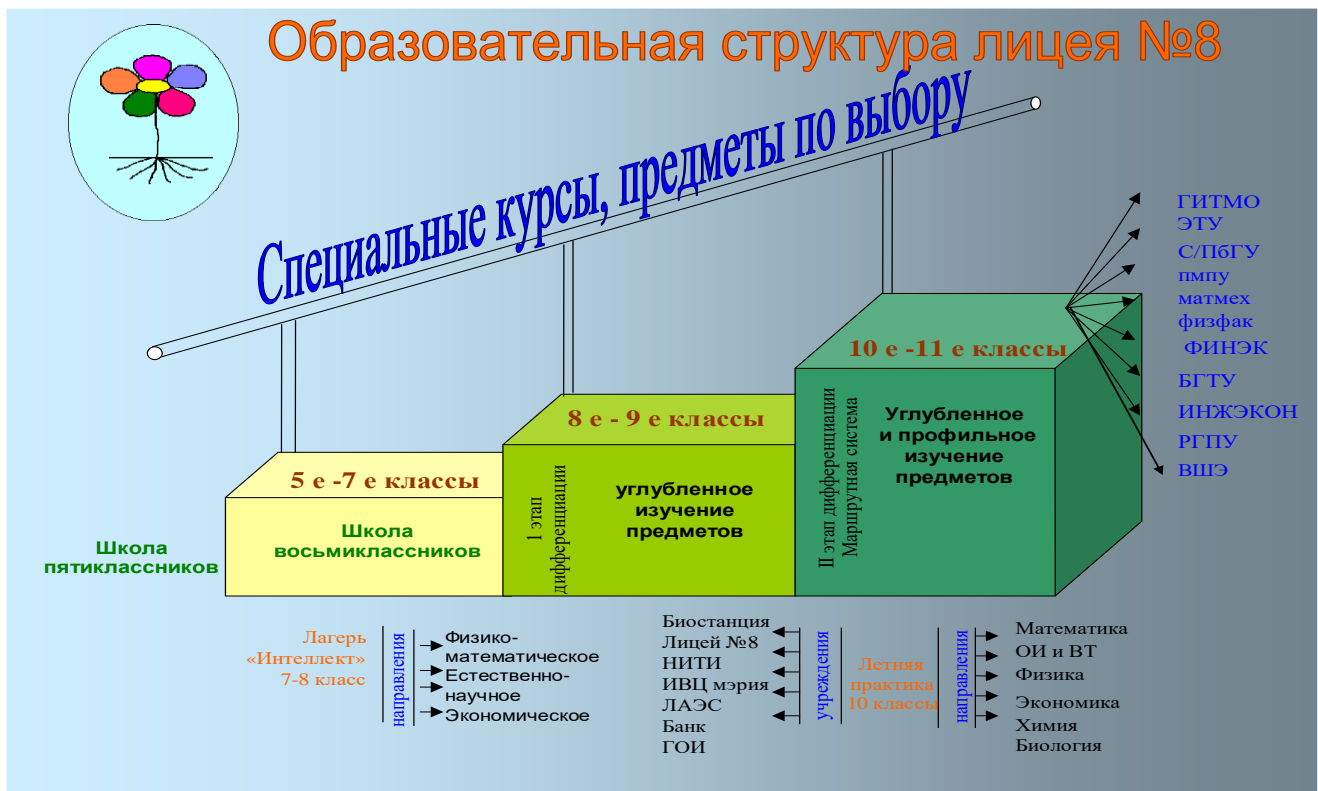 Образовательная структура лицея №8
Специальные курсы, предметы по выбору
ГИТМО
ЭТУ
С/ПбГУ
пмпу
матмех
физфак
ФИНЭК
БГТУ
ИНЖЭКОН
РГПУ
ВШЭ
10 е -11 е классы
II этап дифференциации
Маршрутная система
Углубленное
и профильное
изучение
предметов
8 е - 9 е классы
1 этап
дифференциации
углубленное
изучение
предметов
5 е -7 е классы
Школа
восьмиклассников
Школа
пятиклассников
Лагерь
«Интеллект»
7-8 класс
направления
Физико-
математическое
Естественно-
научное
Экономическое
Биостанция
Лицей №8
НИТИ
ИВЦ мэрия
ЛАЭС
Банк
ГОИ
учреждения
Летняя
практика
10 классы
направления
Математика
ОИ и ВТ
Физика
Экономика
Химия
Биология